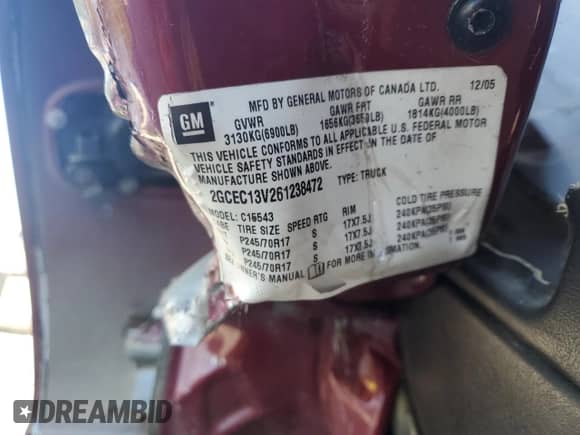 GM
MFD BY GENERAL MOTORS OF CANADA LTD. 12/05
GVWR GAWR FRT GAWR RR
3130KG(6900LB) 1656KG(3650LB) 1814KG(4000LB)
THIS VEHICLE CONFORMS TO ALL APPLICABLE U.S. FEDERAL MOTOR
VEHICLE SAFETY STANDARDS IN EFFECT ON THE DATE OF
MANUFACTURE SHOWN ABOVE.
2GCEC13V261238472 TYPE: TRUCK
MODEL: C15543
TIRE SIZE SPEED RTG RIM COLD TIRE PRESSURE
P245/70R17 S 17X7.5J 240KPA(35PSI)
P245/70R17 S 17X7.5J 240KPA(35PSI)
P245/70R17 S 17X7.5J 240KPA(35PSI)
OWNER'S MANUAL FOR MORE INFORMATION.
DREAMBID